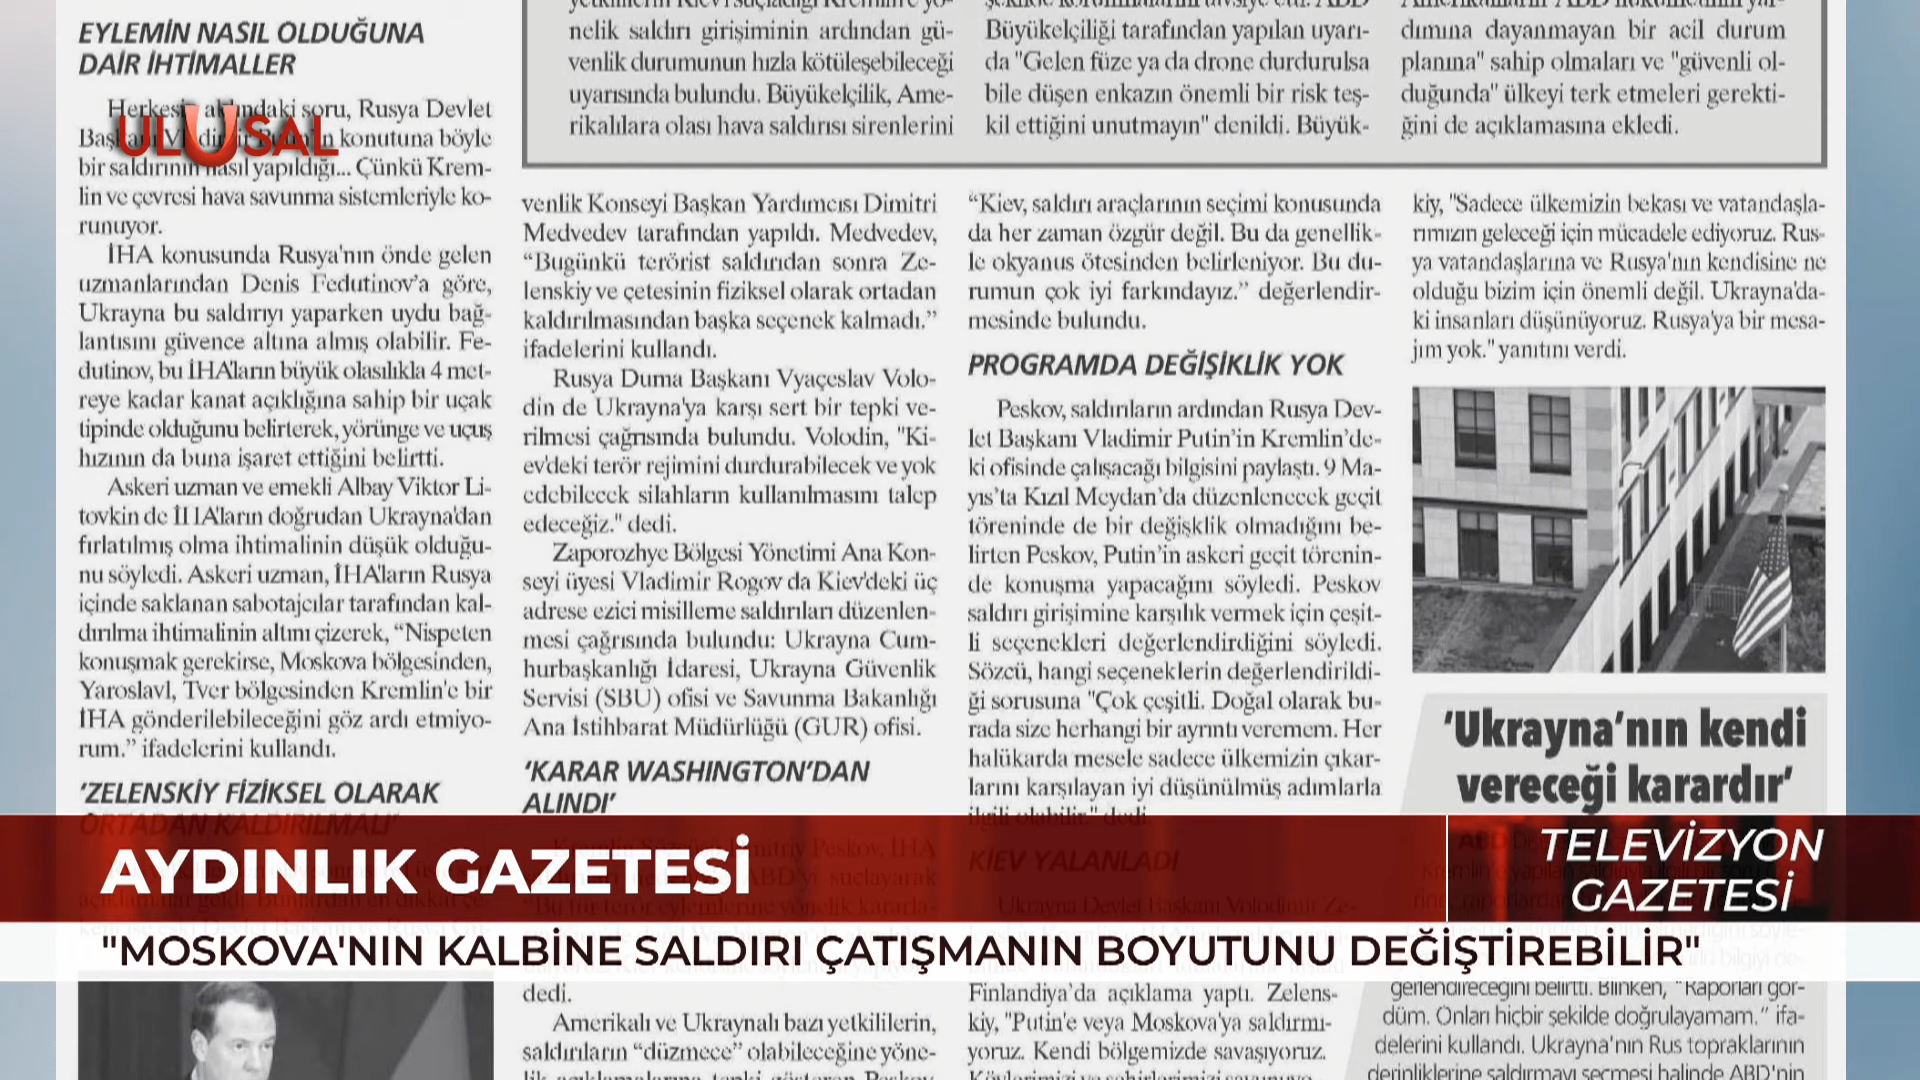 EYLEMİN NASIL OLDUĞUNA
DAİR İHTİMALLER
soru, Rusya Devlet
konutuna böyle
bir saldırının nasıl yapıldığı... Çünkü Krem-
lin ve çevresi hava savunma sistemleriyle ko-
runuyor.
İHA konusunda Rusya'nın önde gelen
uzmanlarından Denis Fedutinov’a göre,
Ukrayna bu saldırıyı yaparken uydu bağ-
lantısını güvence altına almış olabilir. Fe-
dutinov, bu İHA'ların büyük olasılıkla 4 met-
reye kadar kanat açıklığına sahip bir uçak
tipinde olduğunu belirterek, yörünge ve uçuş
hızının da buna işaret ettiğini belirtti.
Askeri uzman ve emekli Albay Viktor Li-
tovkin de İHA'ların doğrudan Ukrayna'dan
fırlatılmış olma ihtimalinin düşük olduğu-
nu söyledi. Askeri uzman, İHA'ların Rusya
içinde saklanan sabotajcılar tarafından kal-
dırılma ihtimalinin altını çizerek, “Nispeten
konuşmak gerekirse, Moskova bölgesinden,
Yaroslavl, Tver bölgesinden Kremlin'e bir
İHA gönderilebileceğini göz ardı etmiyo-
rum.” ifadelerini kullandı.
‘ZELENSKİY FİZİKSEL OLARAK
ORTADAN KALDIRILMALI’
ULUSAL
nelik saldırı girişiminin ardından gü-
venlik durumunun hızla kötüleşebileceği
uyarısında bulundu. Büyükelçilik, Ame-
rikalılara olası hava saldırısı sirenlerini
Büyükelçiliği tarafından yapılan uyarı-
da "Gelen füze ya da drone durdurulsa
bile düşen enkazın önemli bir risk teş-
kil ettiğini unutmayın" denildi. Büyük-
dımına dayanmayan bir acil durum
planına" sahip olmaları ve "güvenli ol-
duğunda" ülkeyi terk etmeleri gerekti-
ğini de açıklamasına ekledi.
venlik Konseyi Başkan Yardımcısı Dimitri
Medvedev tarafından yapıldı. Medvedev,
“Bugünkü terörist saldırıdan sonra Ze-
lenskiy ve çetesinin fiziksel olarak ortadan
kaldırılmasından başka seçenek kalmadı.”
ifadelerini kullandı.
Rusya Duma Başkanı Vyaçeslav Volo-
din de Ukrayna'ya karşı sert bir tepki ve-
rilmesi çağrısında bulundu. Volodin, "Ki-
ev'deki terör rejimini durdurabilecek ve yok
edebilecek silahların kullanılmasını talep
edeceğiz." dedi.
Zaporozhye Bölgesi Yönetimi Ana Kon-
seyi üyesi Vladimir Rogov da Kiev'deki üç
adrese ezici misilleme saldırıları düzenlen-
mesi çağrısında bulundu: Ukrayna Cum-
hurbaşkanlığı İdaresi, Ukrayna Güvenlik
Servisi (SBU) ofisi ve Savunma Bakanlığı
Ana İstihbarat Müdürlüğü (GUR) ofisi.
‘KARAR WASHINGTON’DAN
ALINDI’
dedi.
Amerikalı ve Ukraynalı bazı yetkililerin,
saldırıların “düzmece” olabileceğine yöne-
“Kiev, saldırı araçlarının seçimi konusunda
da her zaman özgür değil. Bu da genellik-
le okyanus ötesinden belirleniyor. Bu du-
rumun çok iyi farkındayız.” değerlendir-
mesinde bulundu.
PROGRAMDA DEĞİŞİKLİK YOK
Peskov, saldırıların ardından Rusya Dev-
let Başkanı Vladimir Putin’in Kremlin’de-
ki ofisinde çalışacağı bilgisini paylaştı. 9 Ma-
yıs’ta Kızıl Meydan’da düzenlenecek geçit
töreninde de bir değişklik olmadığını be-
lirten Peskov, Putin’in askeri geçit törenin-
de konuşma yapacağını söyledi. Peskov
saldırı girişimine karşılık vermek için çeşit-
li seçenekleri değerlendirdiğini söyledi.
Sözcü, hangi seçeneklerin değerlendirildi-
ği sorusuna "Çok çeşitli. Doğal olarak bu-
rada size herhangi bir ayrıntı veremem. Her
halükarda mesele sadece ülkemizin çıkar-
larını karşılayan iyi düşünülmüş adımlarla
ilgili olabilir." dedi.
KİEV YALANLADI
Finlandiya’da açıklama yaptı. Zelens-
kiy, "Putin'e veya Moskova'ya saldırmı-
yoruz. Kendi bölgemizde savaşıyoruz.
kiy, "Sadece ülkemizin bekası ve vatandaşla-
rımızın geleceği için mücadele ediyoruz. Rus-
ya vatandaşlarına ve Rusya'nın kendisine ne
olduğu bizim için önemli değil. Ukrayna'da-
ki insanları düşünüyoruz. Rusya'ya bir mesa-
jım yok." yanıtını verdi.
‘Ukrayna‘nın kendi
vereceği karardır’
gerlendireceğini belirtti. Blinken, “Raporları gör-
düm. Onları hiçbir şekilde doğrulayamam.” ifa-
delerini kullandı. Ukrayna'nın Rus topraklarının
derinliklerine saldırmayı seçmesi halinde ABD'nin
AYDINLIK GAZETESİ
TELEVİZYON
GAZETESİ
"MOSKOVA'NIN KALBİNE SALDIRI ÇATIŞMANIN BOYUTUNU DEĞİŞTİREBİLİR"